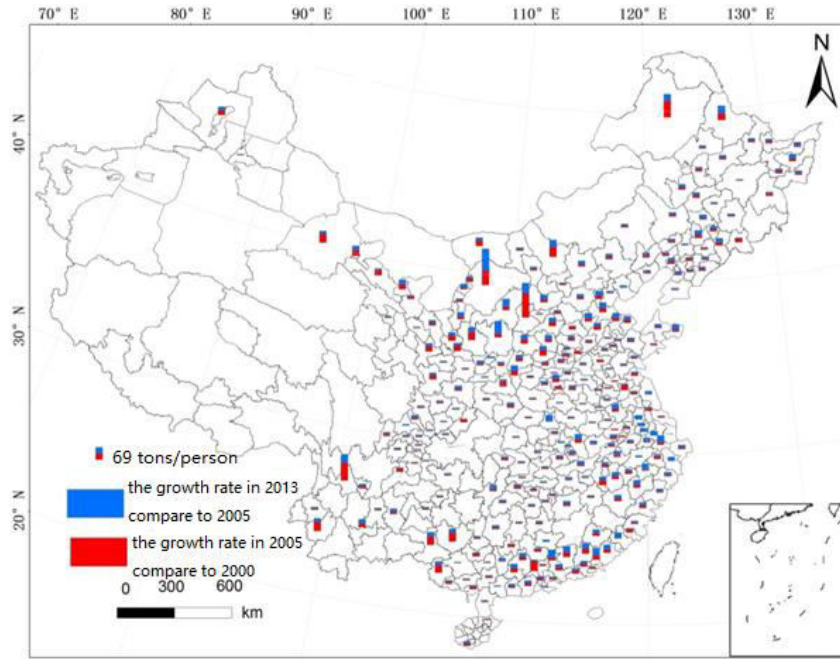 70° E 80° E 90° E 100° E 110° E 120° E 130° E
N
40° N
30° N
20° N
69 tons/person
the growth rate in 2013
compare to 2005
the growth rate in 2005
compare to 2000
0 300 600
km